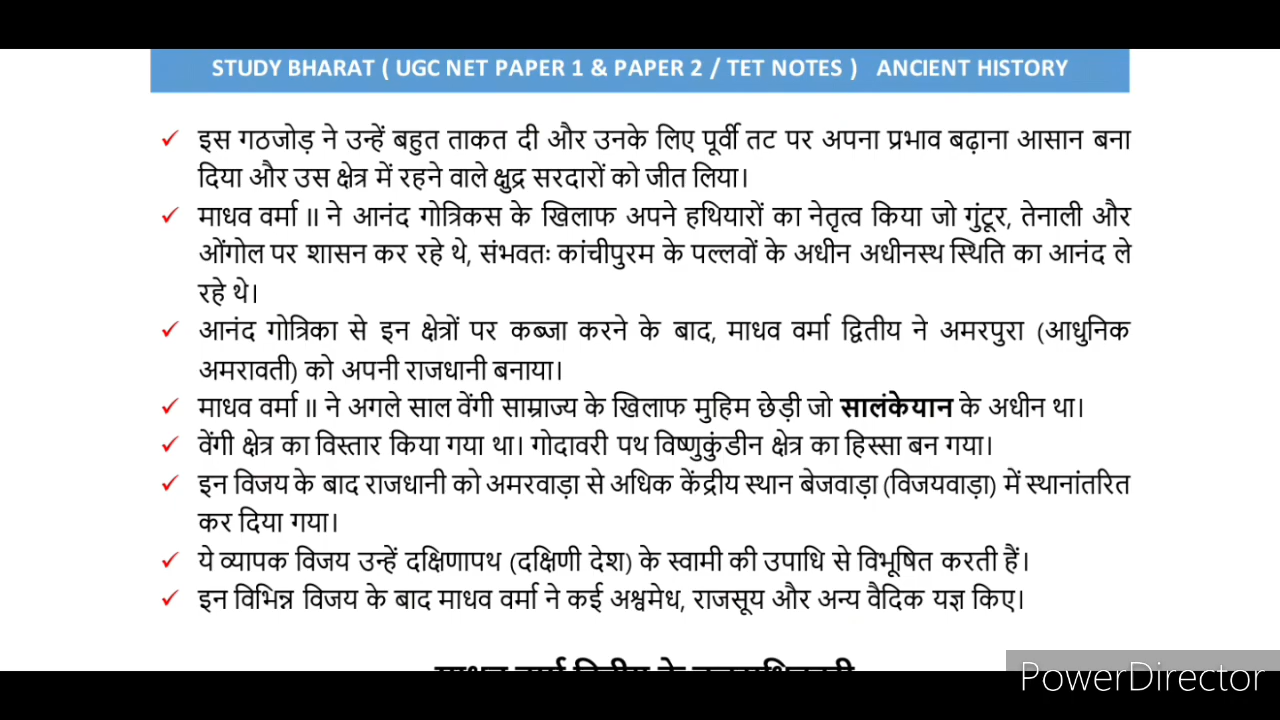 STUDY BHARAT ( UGC NET PAPER 1 & PAPER 2 / TET NOTES ) ANCIENT HISTORY
✓ इस गठजोड़ ने उन्हें बहुत ताकत दी और उनके लिए पूर्वी तट पर अपना प्रभाव बढ़ाना आसान बना
दिया और उस क्षेत्र में रहने वाले क्षुद्र सरदारों को जीत लिया।
✓ माधव वर्मा II ने आनंद गोत्रिकस के खिलाफ अपने हथियारों का नेतृत्व किया जो गुंटूर, तेनाली और
ओंगोल पर शासन कर रहे थे, संभवतः कांचीपुरम के पल्लवों के अधीन अधीनस्थ स्थिति का आनंद ले
रहे थे।
✓ आनंद गोत्रिका से इन क्षेत्रों पर कब्जा करने के बाद, माधव वर्मा द्वितीय ने अमरपुरा (आधुनिक
अमरावती) को अपनी राजधानी बनाया।
✓ माधव वर्मा II ने अगले साल वेंगी साम्राज्य के खिलाफ मुहिम छेड़ी जो सालंकेयान के अधीन था।
✓ वेंगी क्षेत्र का विस्तार किया गया था। गोदावरी पथ विष्णुकुंडीन क्षेत्र का हिस्सा बन गया।
✓ इन विजय के बाद राजधानी को अमरवाड़ा से अधिक केंद्रीय स्थान बेजवाड़ा (विजयवाड़ा) में स्थानांतरित
कर दिया गया।
✓ ये व्यापक विजय उन्हें दक्षिणापथ (दक्षिणी देश) के स्वामी की उपाधि से विभूषित करती हैं।
✓ इन विभिन्न विजय के बाद माधव वर्मा ने कई अश्वमेध, राजसूय और अन्य वैदिक यज्ञ किए।
PowerDirector